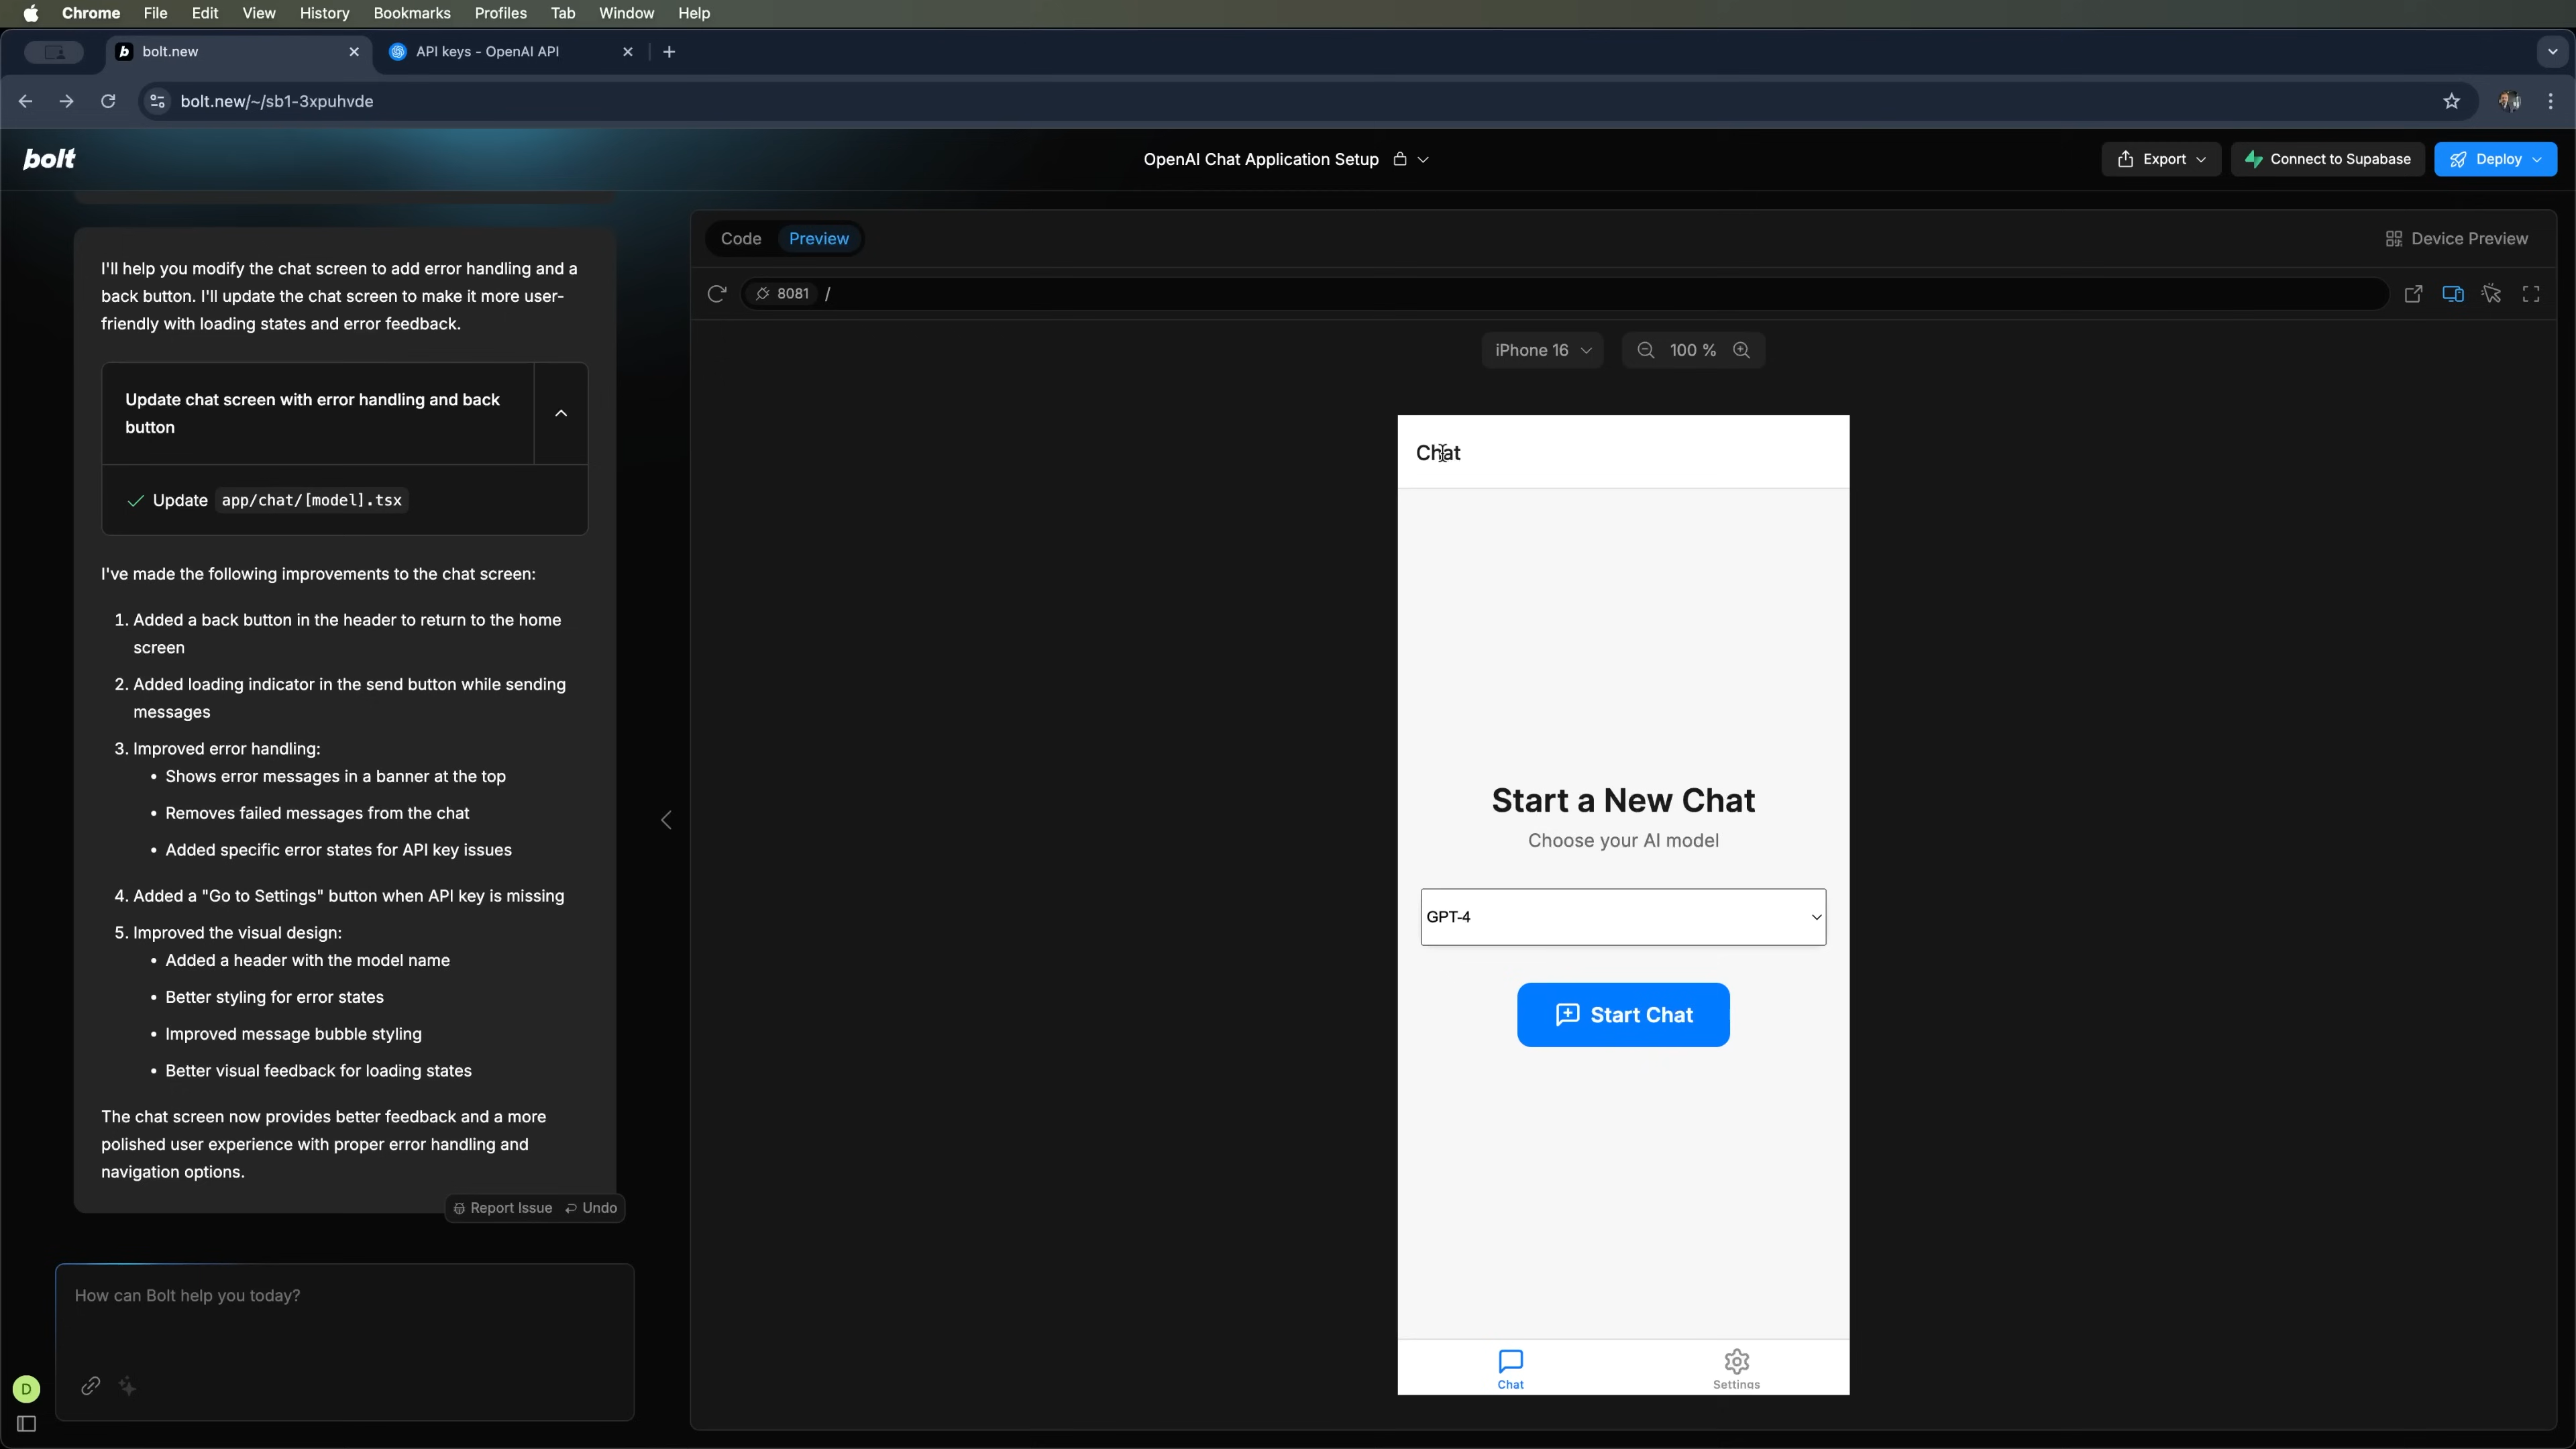 Chrome File Edit View History Bookmarks Profiles Tab Window Help
bolt.new
API keys - OpenAI API
bolt.new/~/sb1-3xpuhvde
bolt
OpenAI Chat Application Setup
Export
Connect to Supabase
Deploy
I'll help you modify the chat screen to add error handling and a
back button. I'll update the chat screen to make it more user-
friendly with loading states and error feedback.
Update chat screen with error handling and back
button
Update app/chat/[model].tsx
I've made the following improvements to the chat screen:
1. Added a back button in the header to return to the home
screen
2. Added loading indicator in the send button while sending
messages
3. Improved error handling:
• Shows error messages in a banner at the top
• Removes failed messages from the chat
• Added specific error states for API key issues
4. Added a "Go to Settings" button when API key is missing
5. Improved the visual design:
• Added a header with the model name
• Better styling for error states
• Improved message bubble styling
• Better visual feedback for loading states
The chat screen now provides better feedback and a more
polished user experience with proper error handling and
navigation options.
Report Issue Undo
How can Bolt help you today?
D
Code Preview
Device Preview
8081 /
iPhone 16
100 %
Chat
Start a New Chat
Choose your AI model
GPT-4
Start Chat
Chat
Settings